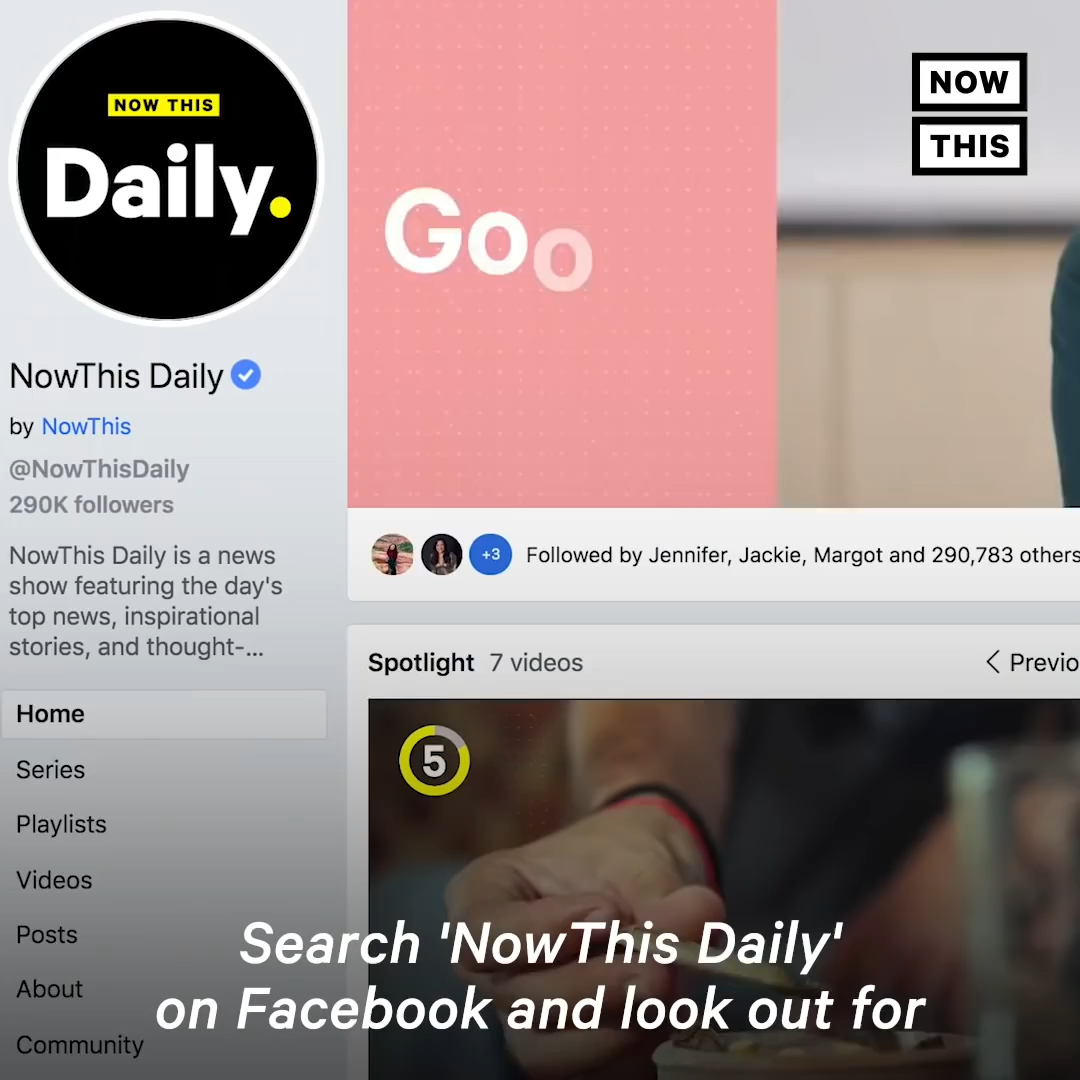 NOW THIS
Daily.
NowThis Daily
by NowThis
@NowThisDaily
290K followers
NowThis Daily is a news
show featuring the day's
top news, inspirational
stories, and thought-...
Home
Series
Playlists
Videos
Posts
About
Community
Goo
NOW
THIS
+3 Followed by Jennifer, Jackie, Margot and 290,783 others
Spotlight 7 videos
< Previo
5
Search 'NowThis Daily'
on Facebook and look out for